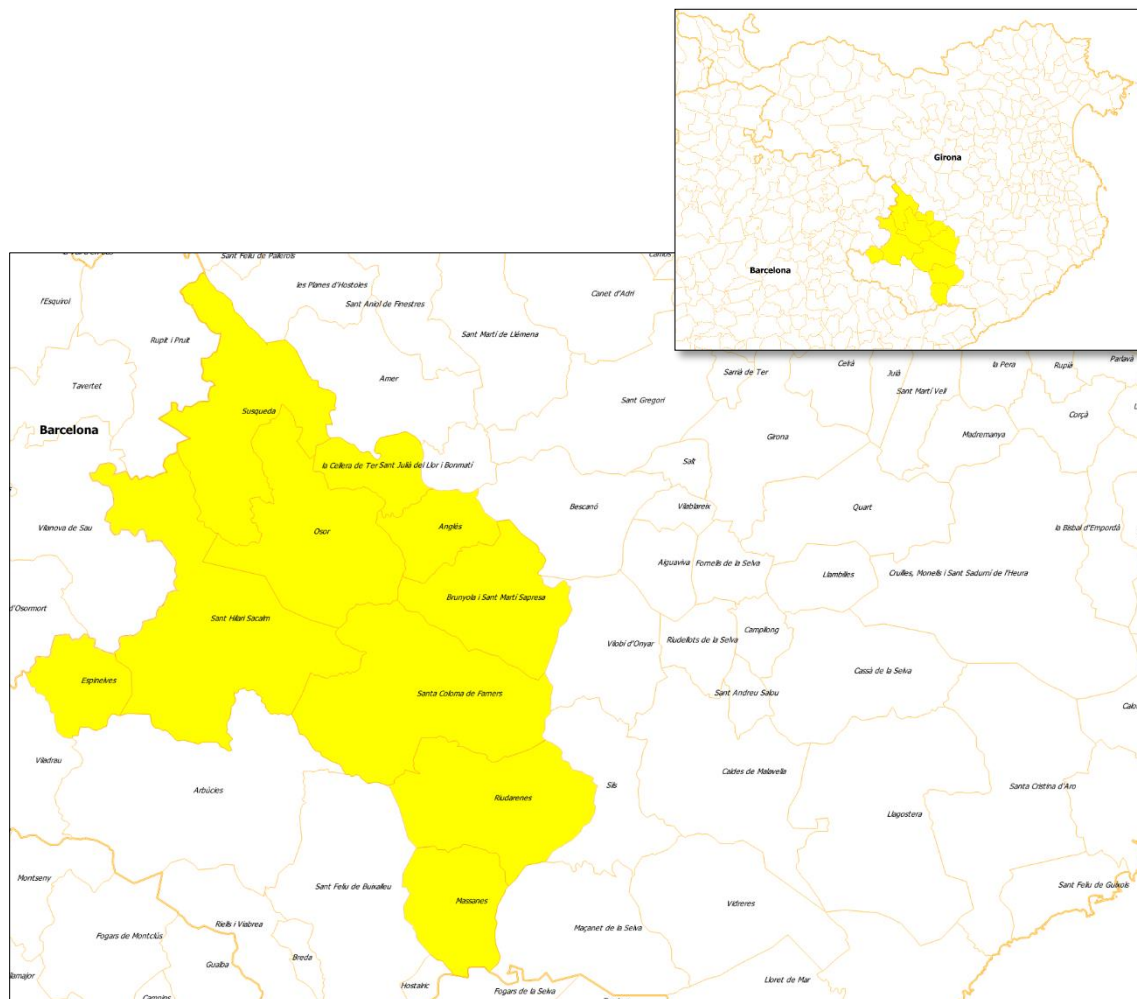 Girona
Barcelona
Sant Feliu de Pallerols
les Planes d'Hostoles
l'Esquirol
Sant Aniol de Finestres
Canet d'Adri
Rupit i Pruit
Sant Martí de Llémena
Tavertet
Amer
Sarrià de Ter
Celrà
Juià
la Pera
Rupià
Parlavà
Sant Martí Vell
Sant Gregori
Susqueda
Corçà
Barcelona
Girona
Madremanya
la Cellera de Ter
Sant Julià del Llor i Bonmatí
Salt
Bescanó
Vilablareix
Quart
Vilanova de Sau
Osor
Anglès
la Bisbal d'Empordà
Aiguaviva
Fornells de la Selva
Llambilles
Cruïlles, Monells i Sant Sadurní de l'Heura
Brunyola i Sant Martí Sapresa
d'Osormort
Sant Hilari Sacalm
Vilobí d'Onyar
Riudellots de la Selva
Campllong
Cassà de la Selva
Espinelves
Santa Coloma de Farners
Sant Andreu Salou
Viladrau
Arbúcies
Riudarenes
Sils
Caldes de Malavella
Santa Cristina d'Aro
Llagostera
Montseny
Sant Feliu de Buixalleu
Massanes
Sant Feliu de Guíxols
Vidreres
Riells i Viabrea
Maçanet de la Selva
Fogars de Montclús
Breda
Gualba
Hostalric
Lloret de Mar
Fogars de la Selva